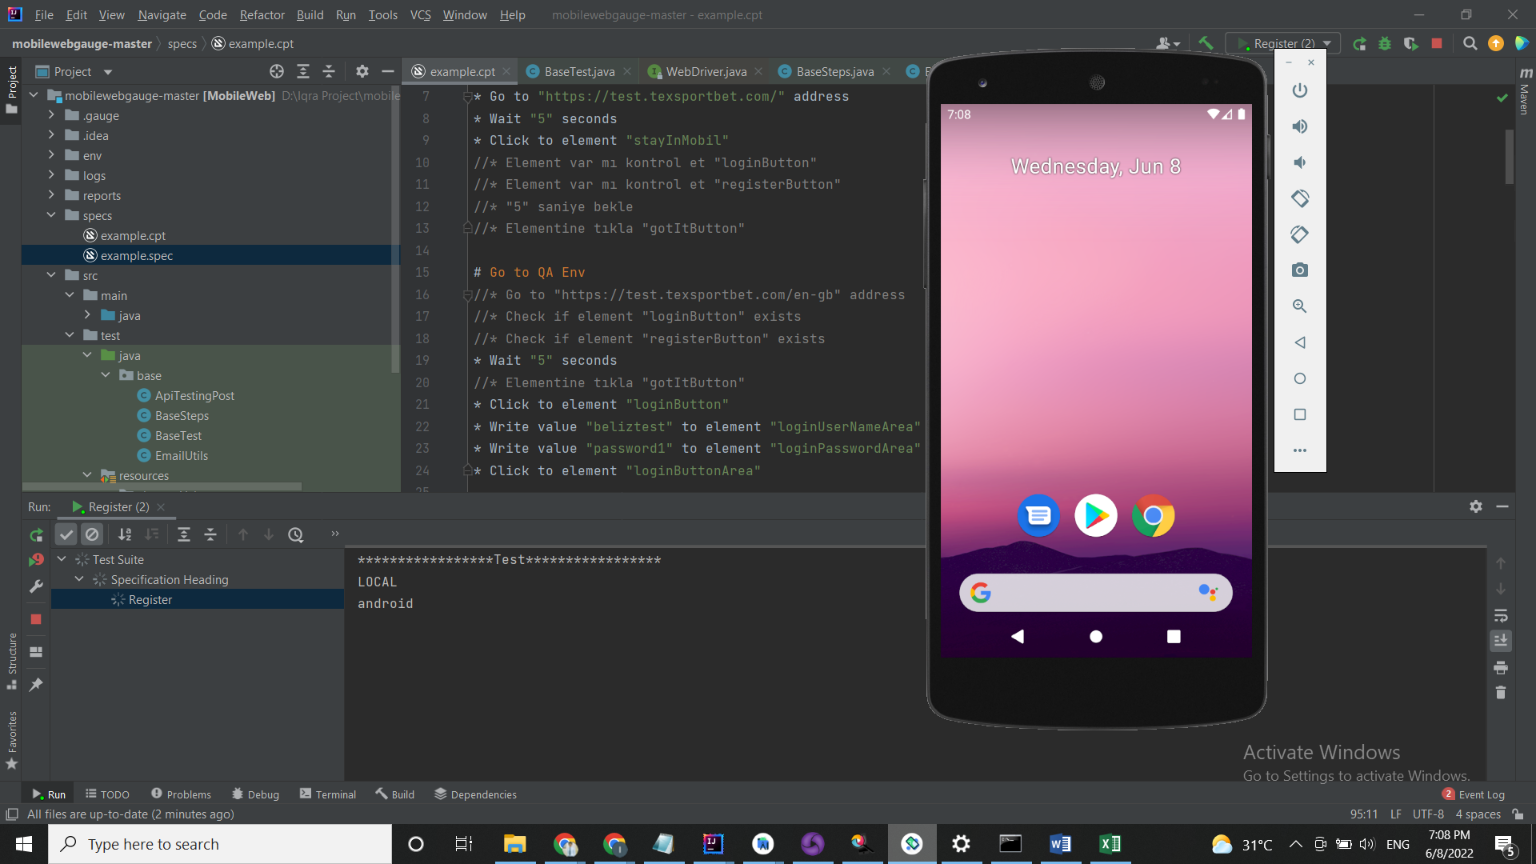 File Edit View Navigate Code Refactor Build Run Tools VCS Window Help mobilewebgauge-master - example.cpt
mobilewebgauge-master specs example.cpt
Register (2)
Project
example.cpt
BaseTest.java
WebDriver.java
BaseSteps.java
Project
Maven
mobilewebgauge-master [MobileWeb] D:\Iqra Project\mobile
.gauge
.idea
env
logs
reports
specs
example.cpt
example.spec
src
main
java
test
java
base
ApiTestingPost
BaseSteps
BaseTest
EmailUtils
resources
7 * Go to "https://test.texsportbet.com/" address
8 * Wait "5" seconds
9 * Click to element "stayInMobil"
10 //* Element var mı kontrol et "loginButton"
11 //* Element var mı kontrol et "registerButton"
12 //* "5" saniye bekle
13 //* Elementine tıkla "gotItButton"
14
15 # Go to QA Env
16 //* Go to "https://test.texsportbet.com/en-gb" address
17 //* Check if element "loginButton" exists
18 //* Check if element "registerButton" exists
19 * Wait "5" seconds
20 //* Elementine tıkla "gotItButton"
21 * Click to element "loginButton"
22 * Write value "beliztest" to element "loginUserNameArea"
23 * Write value "password1" to element "loginPasswordArea"
24 * Click to element "loginButtonArea"
25
7:08
Wednesday, Jun 8
Run: Register (2)
Test Suite
Specification Heading
Register
*****************Test*****************
LOCAL
android
Structure
Favorites
Activate Windows
Go to Settings to activate Windows.
Run TODO Problems Debug Terminal Build Dependencies
2 Event Log
All files are up-to-date (2 minutes ago)
95:11 LF UTF-8 4 spaces
Type here to search
31°C
ENG
7:08 PM
6/8/2022
5